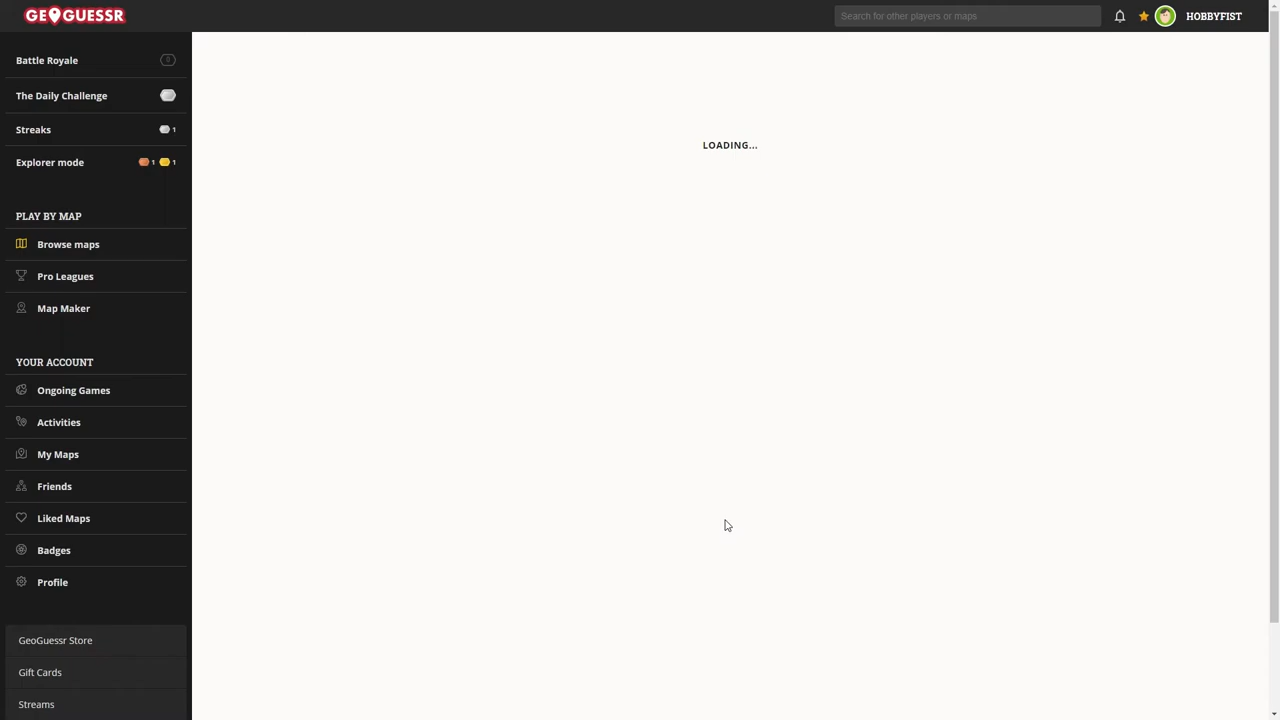 GEOGUESSR
Search for other players or maps
HOBBYFIST
Battle Royale
The Daily Challenge
Streaks
1
Explorer mode
1
1
PLAY BY MAP
Browse maps
Pro Leagues
Map Maker
YOUR ACCOUNT
Ongoing Games
Activities
My Maps
Friends
Liked Maps
Badges
Profile
GeoGuessr Store
Gift Cards
Streams
LOADING...